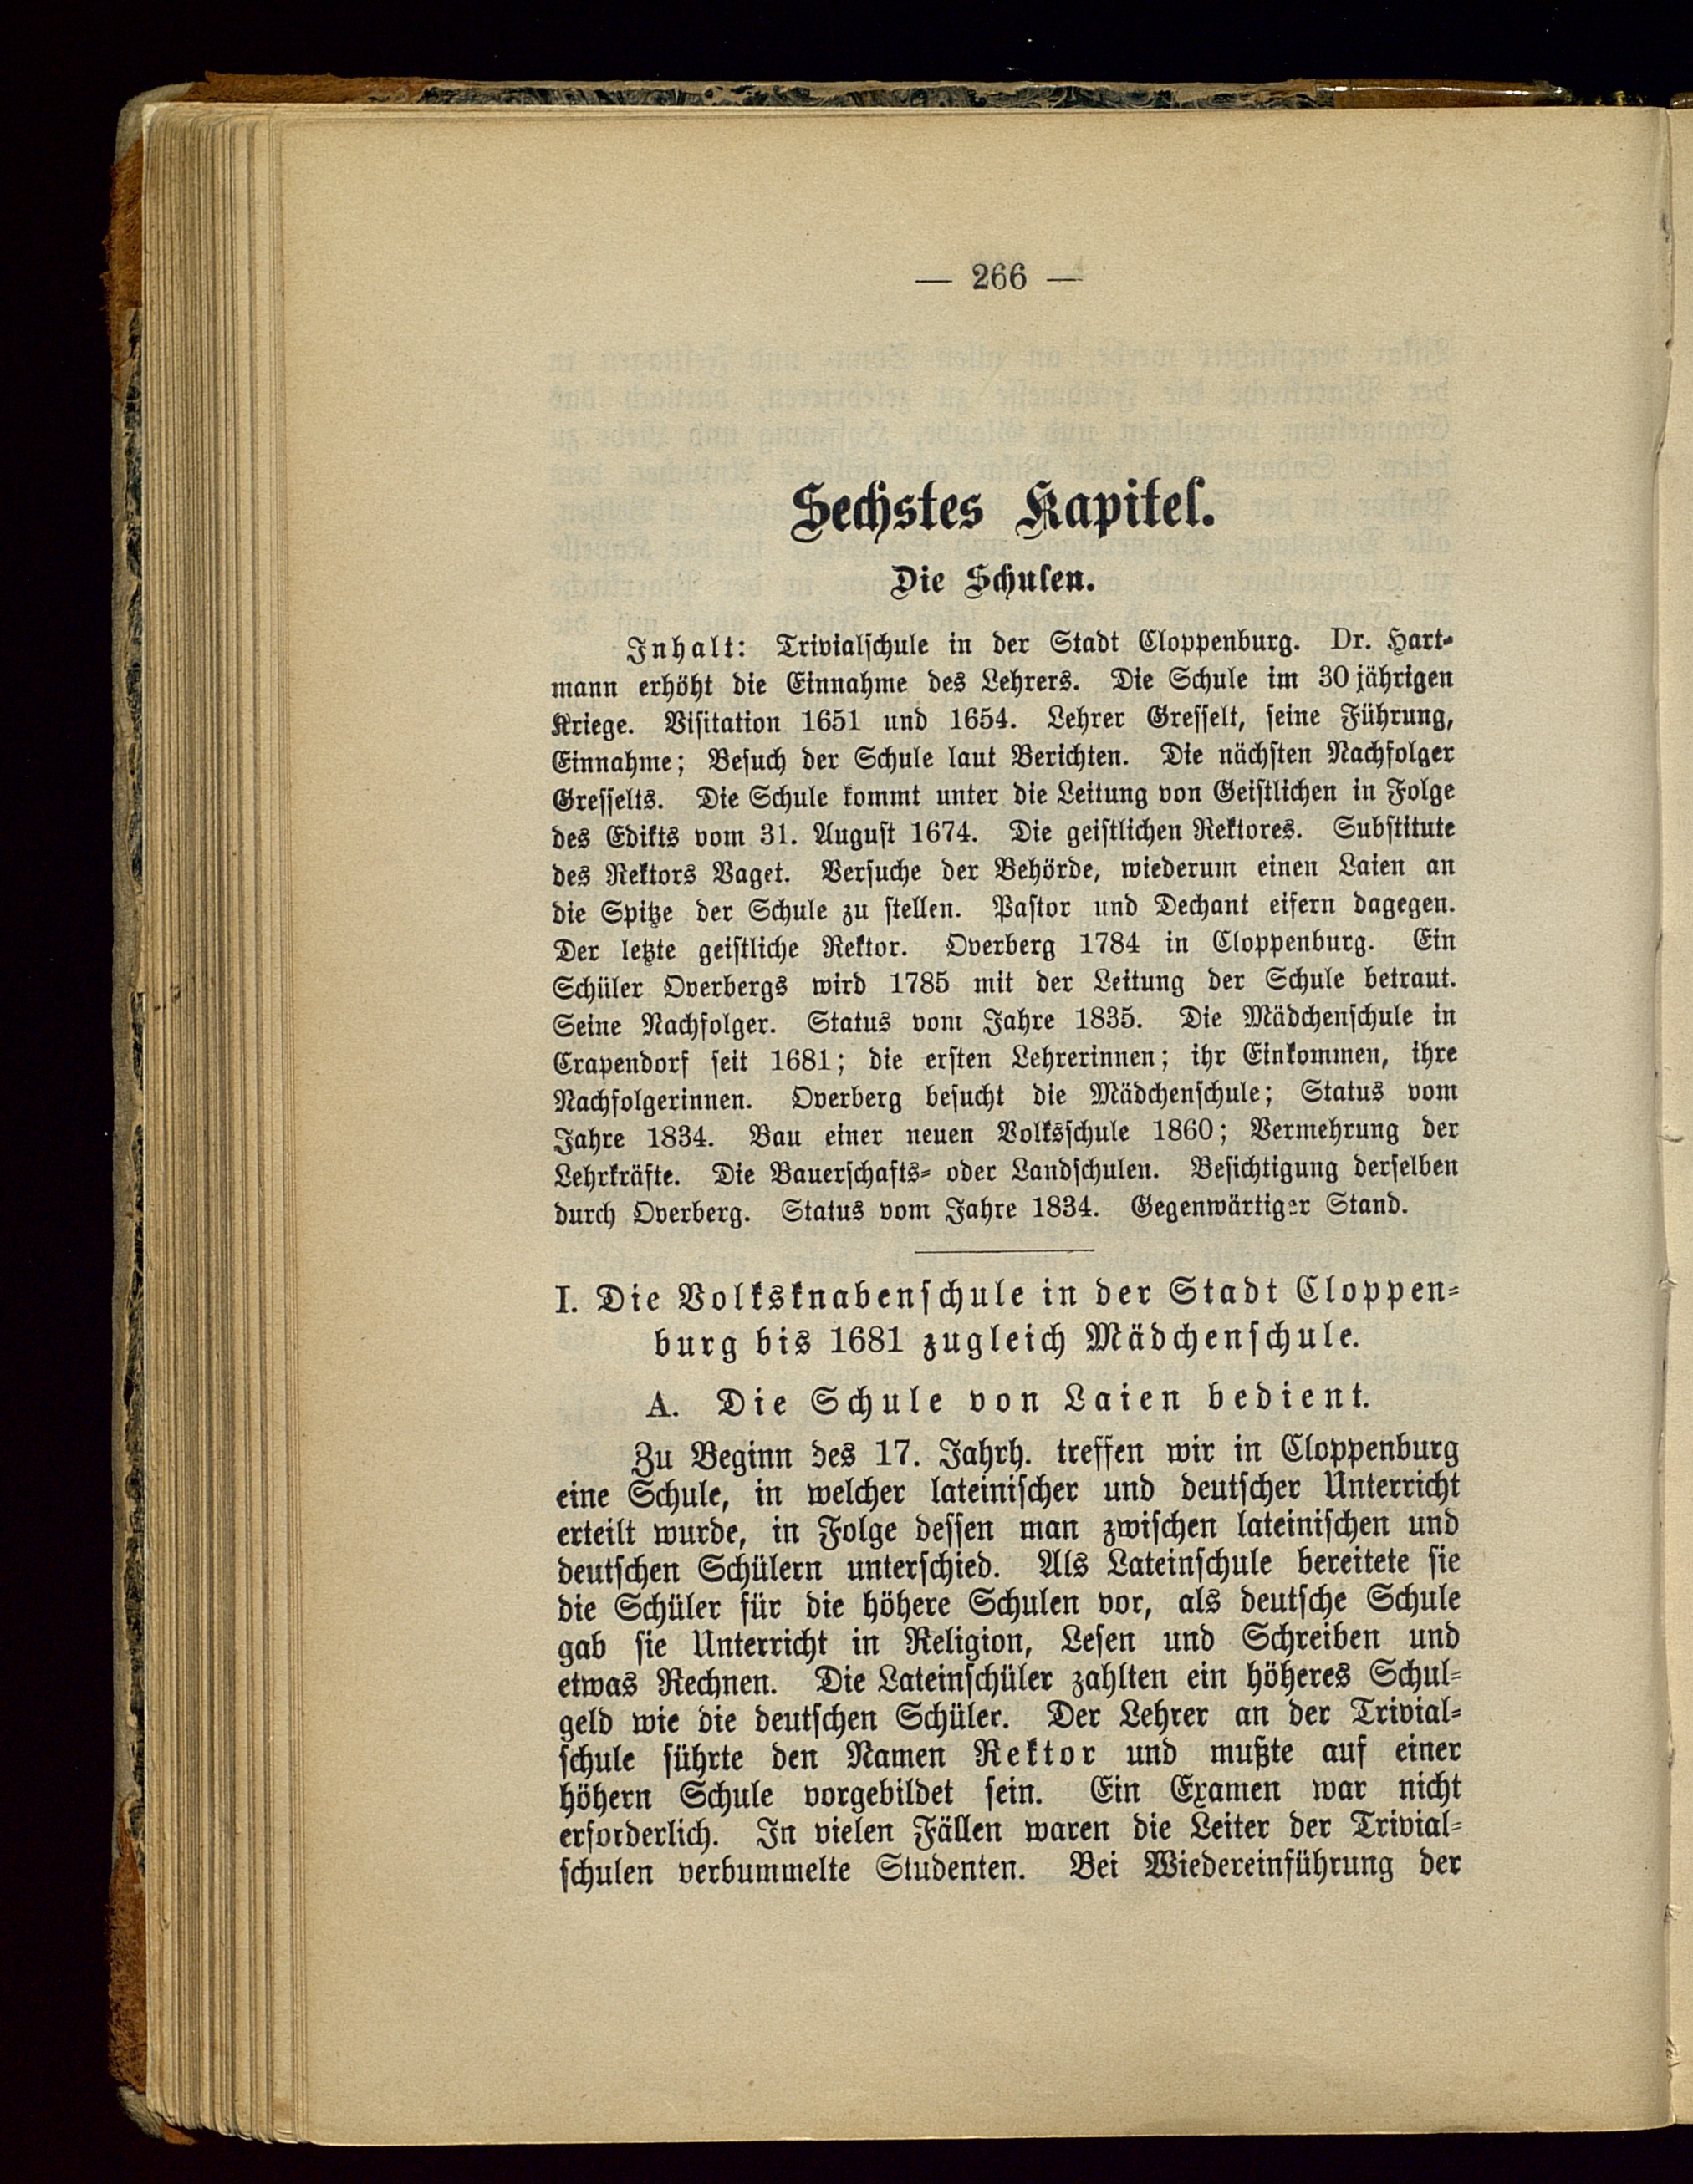 — 266 —
Sechstes Kapitel.
Die Schulen.
Inhalt: Trivialschule in der Stadt Cloppenburg. Dr. Hart-
mann erhöht die Einnahme des Lehrers. Die Schule im 30 jährigen
Kriege. Visitation 1651 und 1654. Lehrer Gresselt, seine Führung,
Einnahme; Besuch der Schule laut Berichten. Die nächsten Nachfolger
Gresselts. Die Schule kommt unter die Leitung von Geistlichen in Folge
des Edikts vom 31. August 1674. Die geistlichen Rektores. Substitute
des Rektors Vaget. Versuche der Behörde, wiederum einen Laien an
die Spitze der Schule zu stellen. Pastor und Dechant eifern dagegen.
Der letzte geistliche Rektor. Overberg 1784 in Cloppenburg. Ein
Schüler Overbergs wird 1785 mit der Leitung der Schule betraut.
Seine Nachfolger. Status vom Jahre 1835. Die Mädchenschule in
Crapendorf seit 1681; die ersten Lehrerinnen; ihr Einkommen, ihre
Nachfolgerinnen. Overberg besucht die Mädchenschule; Status vom
Jahre 1834. Bau einer neuen Volksschule 1860; Vermehrung der
Lehrkräfte. Die Bauerschafts- oder Landschulen. Besichtigung derselben
durch Overberg. Status vom Jahre 1834. Gegenwärtiger Stand.
I. Die Volksknabenschule in der Stadt Cloppen-
burg bis 1681 zugleich Mädchenschule.
A. Die Schule von Laien bedient.
Zu Beginn des 17. Jahrh. treffen wir in Cloppenburg
eine Schule, in welcher lateinischer und deutscher Unterricht
erteilt wurde, in Folge dessen man zwischen lateinischen und
deutschen Schülern unterschied. Als Lateinschule bereitete sie
die Schüler für die höhere Schulen vor, als deutsche Schule
gab sie Unterricht in Religion, Lesen und Schreiben und
etwas Rechnen. Die Lateinschüler zahlten ein höheres Schul-
geld wie die deutschen Schüler. Der Lehrer an der Trivial-
schule führte den Namen Rektor und mußte auf einer
höhern Schule vorgebildet sein. Ein Examen war nicht
erforderlich. In vielen Fällen waren die Leiter der Trivial-
schulen verbummelte Studenten. Bei Wiedereinführung der